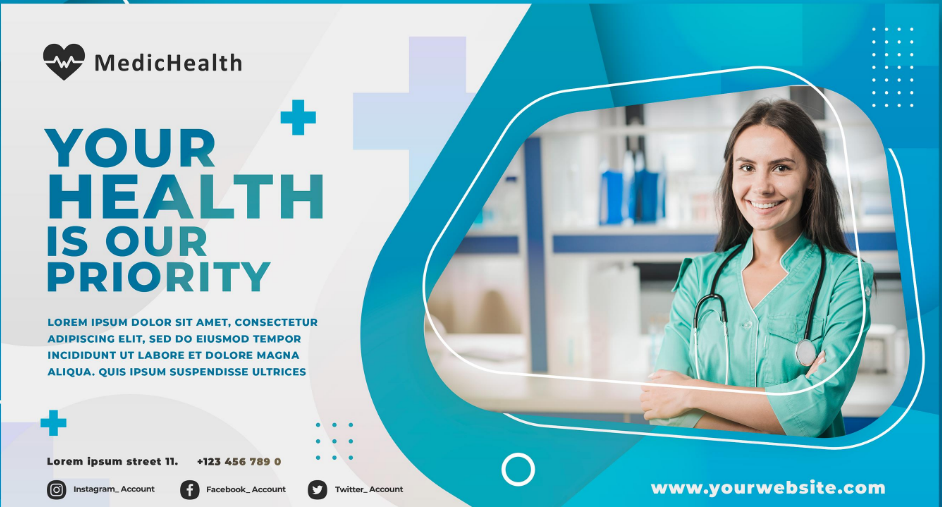 MedicHealth
YOUR
HEALTH
IS OUR
PRIORITY
LOREM IPSUM DOLOR SIT AMET, CONSECTETUR
ADIPISCING ELIT, SED DO EIUSMOD TEMPOR
INCIDIDUNT UT LABORE ET DOLORE MAGNA
ALIQUA. QUIS IPSUM SUSPENDISSE ULTRICES
Lorem ipsum street 11. +123 456 789 0
Instagram_Account Facebook_Account Twitter_Account
www.yourwebsite.com